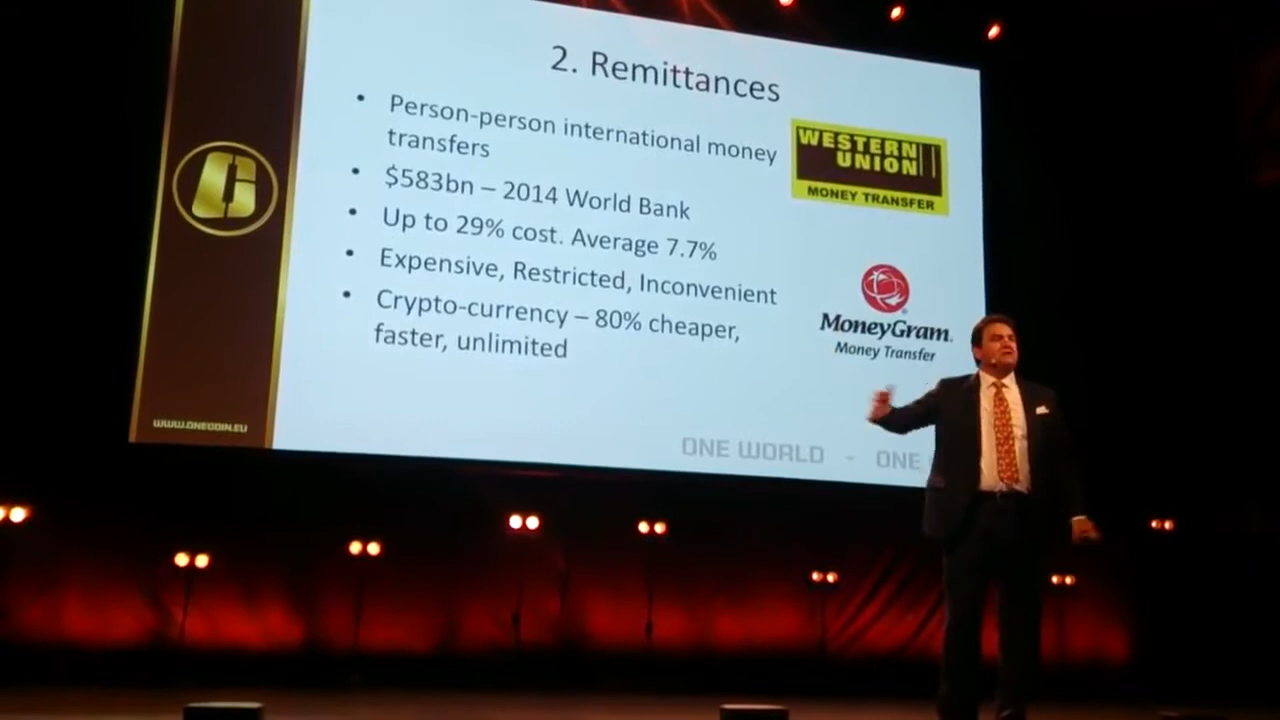 2. Remittances
• Person-person international money
transfers
• $583bn – 2014 World Bank
• Up to 29% cost. Average 7.7%
• Expensive, Restricted, Inconvenient
• Crypto-currency – 80% cheaper,
faster, unlimited
WESTERN
UNION
MONEY TRANSFER
MoneyGram.
Money Transfer
WWW.ONECOIN.EU
ONE WORLD - ONE